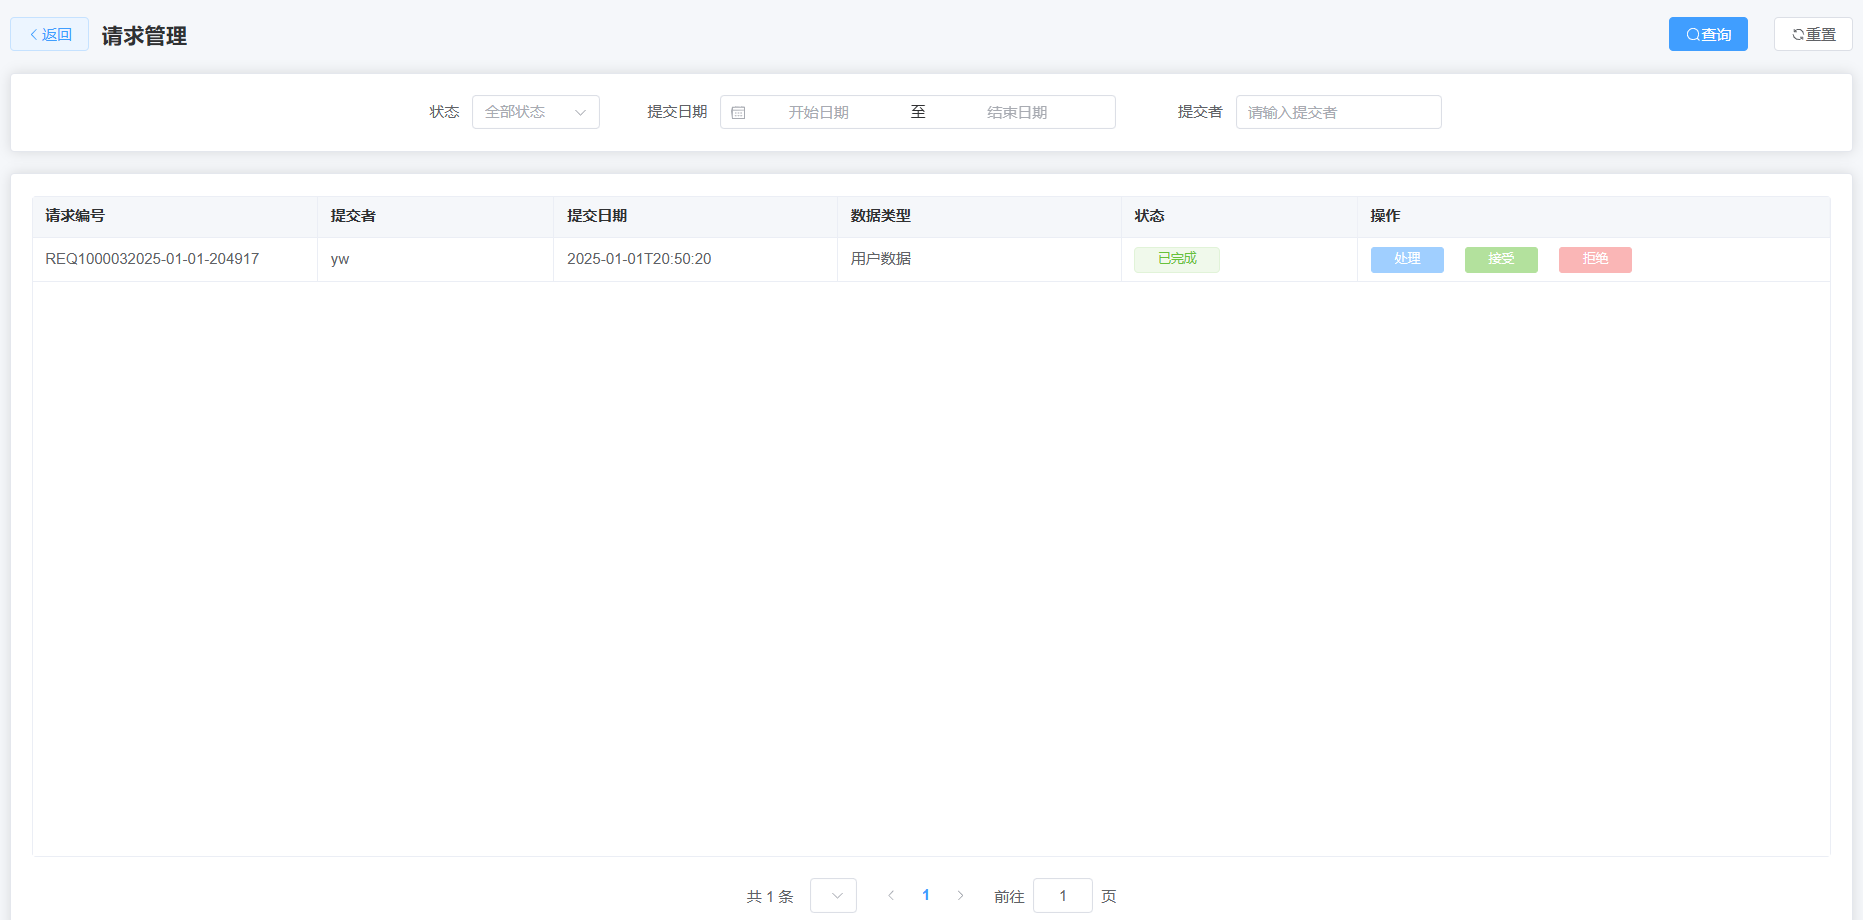 返回 请求管理 查询 重置
状态 全部状态 提交日期 开始日期 至 结束日期 提交者 请输入提交者
请求编号 提交者 提交日期 数据类型 状态 操作
REQ1000032025-01-01-204917 yw 2025-01-01T20:50:20 用户数据 已完成 处理 接受 拒绝
共 1 条 1 前往 1 页